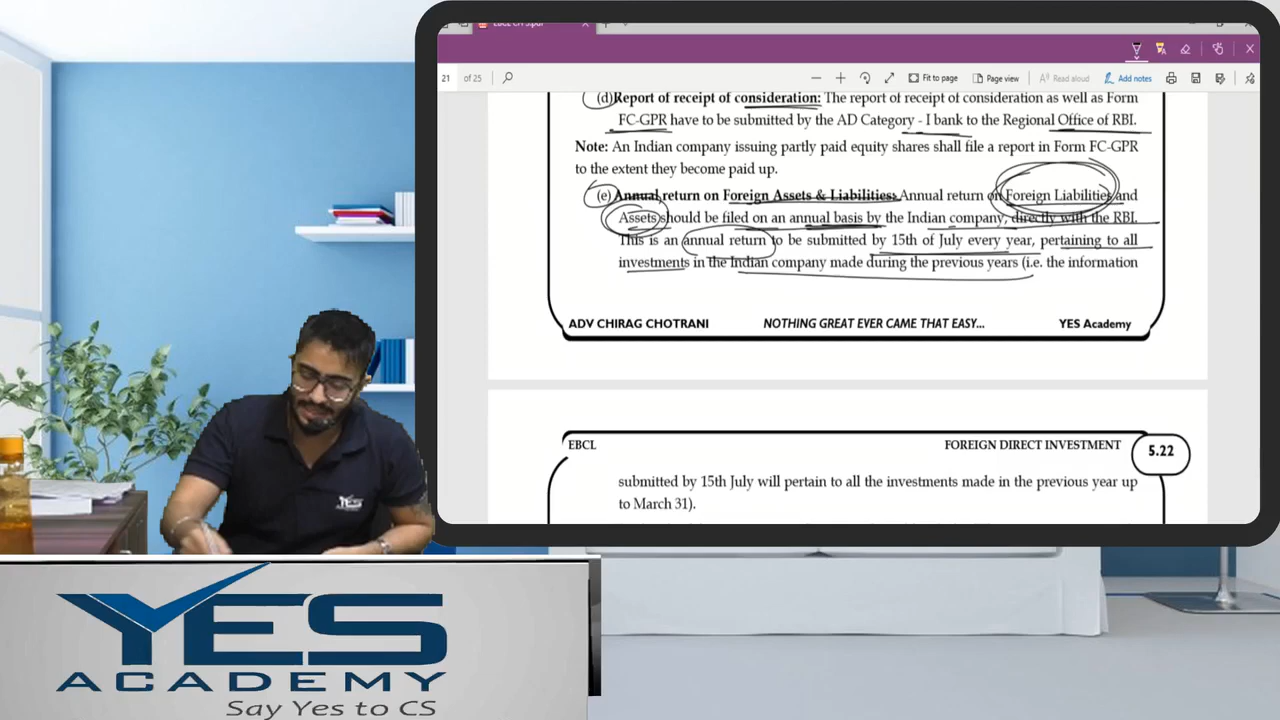 21 of 25
Fit to page
Page view
Read aloud
Add notes
(d)Report of receipt of consideration: The report of receipt of consideration as well as Form
FC-GPR have to be submitted by the AD Category - I bank to the Regional Office of RBI.
Note: An Indian company issuing partly paid equity shares shall file a report in Form FC-GPR
to the extent they become paid up.
(e) Annual return on Foreign Assets & Liabilities: Annual return on Foreign Liabilities and
Assets should be filed on an annual basis by the Indian company, directly with the RBI.
This is an annual return to be submitted by 15th of July every year, pertaining to all
investments in the Indian company made during the previous years (i.e. the information
ADV CHIRAG CHOTRANI NOTHING GREAT EVER CAME THAT EASY... YES Academy
EBCL FOREIGN DIRECT INVESTMENT 5.22
submitted by 15th July will pertain to all the investments made in the previous year up
to March 31).
YES
YES
ACADEMY
Say Yes to CS